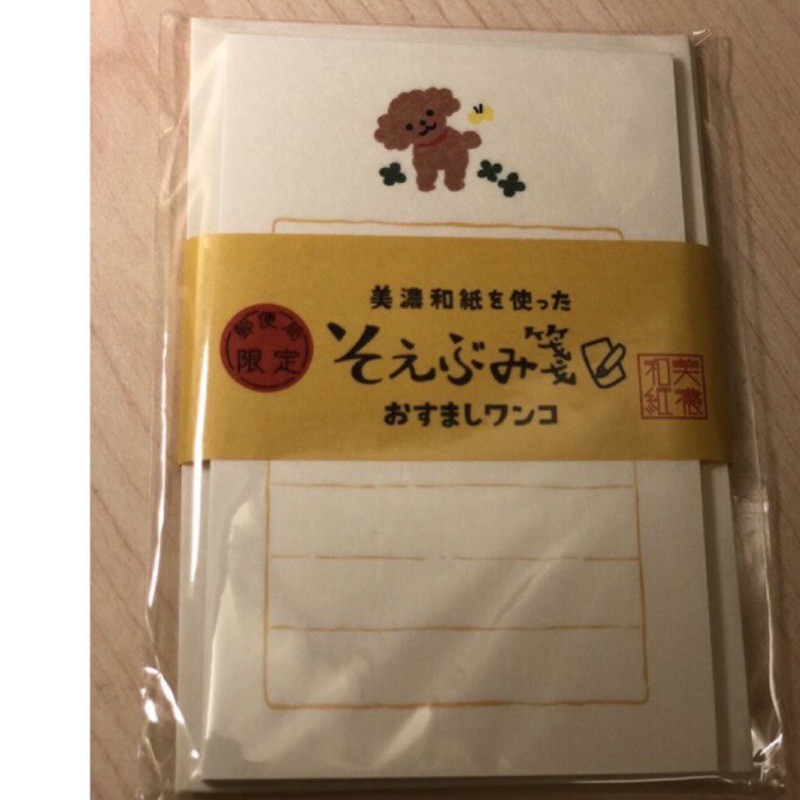 美濃和紙を使った
郵便局
限定
そえぶみ箋
おすましワンコ
美濃
和紙